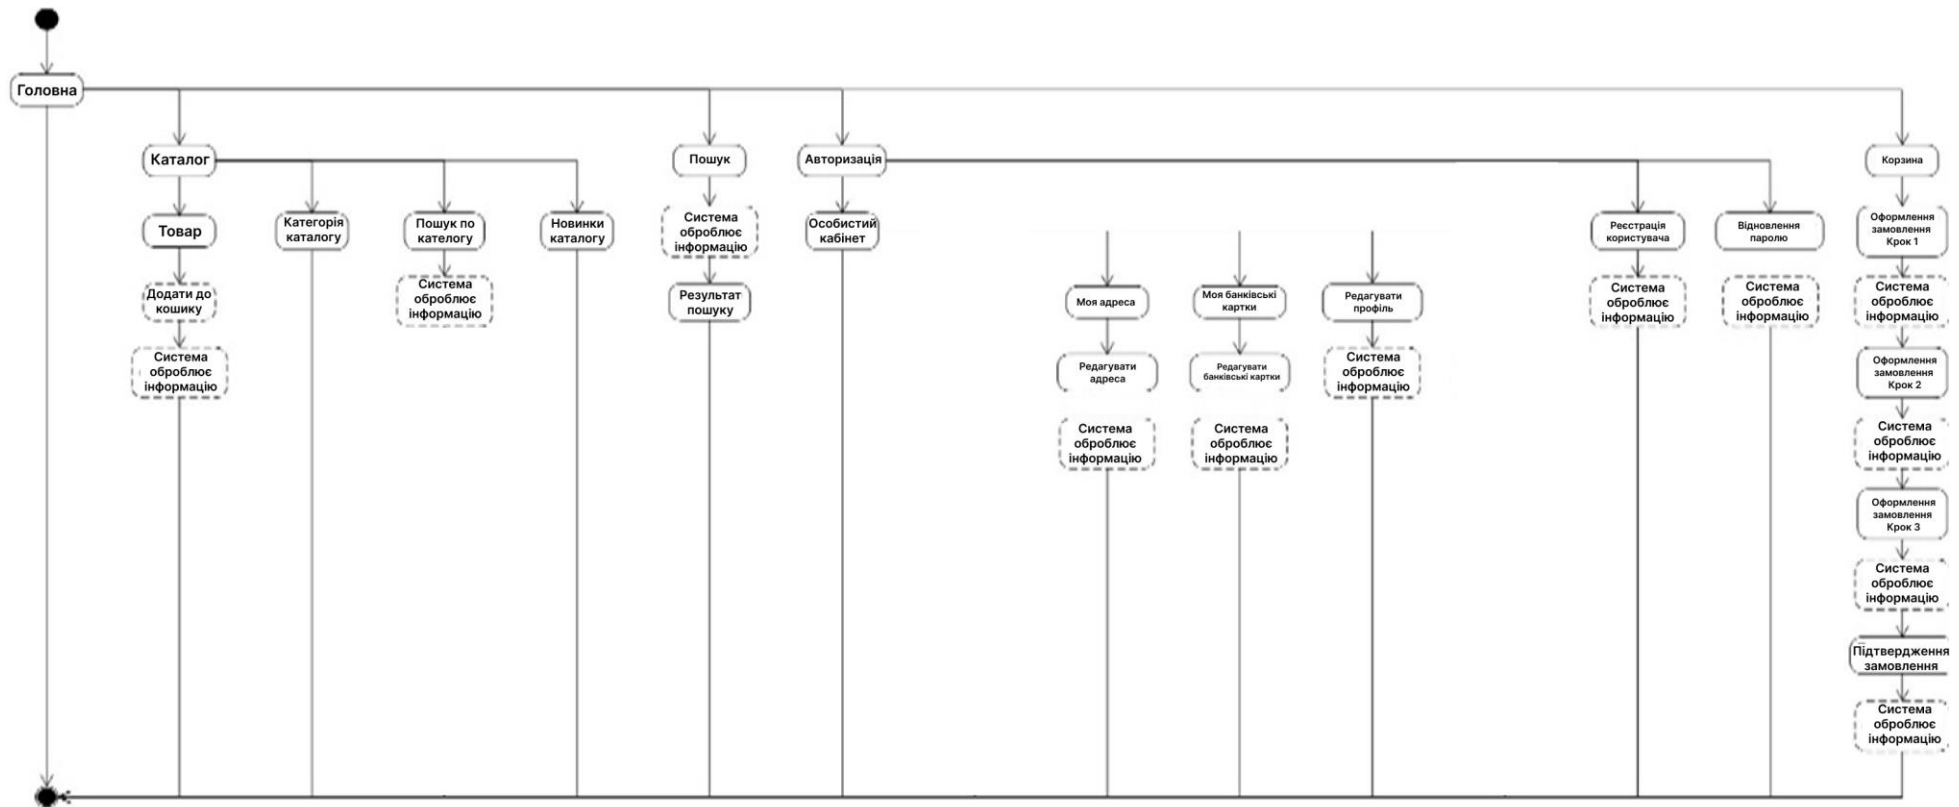 Головна
Каталог
Пошук
Авторизація
Корзина
Товар
Категорія
каталогу
Пошук по
кателогу
Новинки
каталогу
Система
оброблює
інформацію
Особистий
кабінет
Реєстрація
користувача
Відновлення
паролю
Оформлення
замовлення
Крок 1
Додати до
кошику
Система
оброблює
інформацію
Результат
пошуку
Моя адреса
Моя банківські
картки
Редагувати
профіль
Система
оброблює
інформацію
Система
оброблює
інформацію
Система
оброблює
інформацію
Система
оброблює
інформацію
Редагувати
адреса
Редагувати
банківські картки
Система
оброблює
інформацію
Оформлення
замовлення
Крок 2
Система
оброблює
інформацію
Система
оброблює
інформацію
Система
оброблює
інформацію
Оформлення
замовлення
Крок 3
Система
оброблює
інформацію
Підтвердження
замовлення
Система
оброблює
інформацію